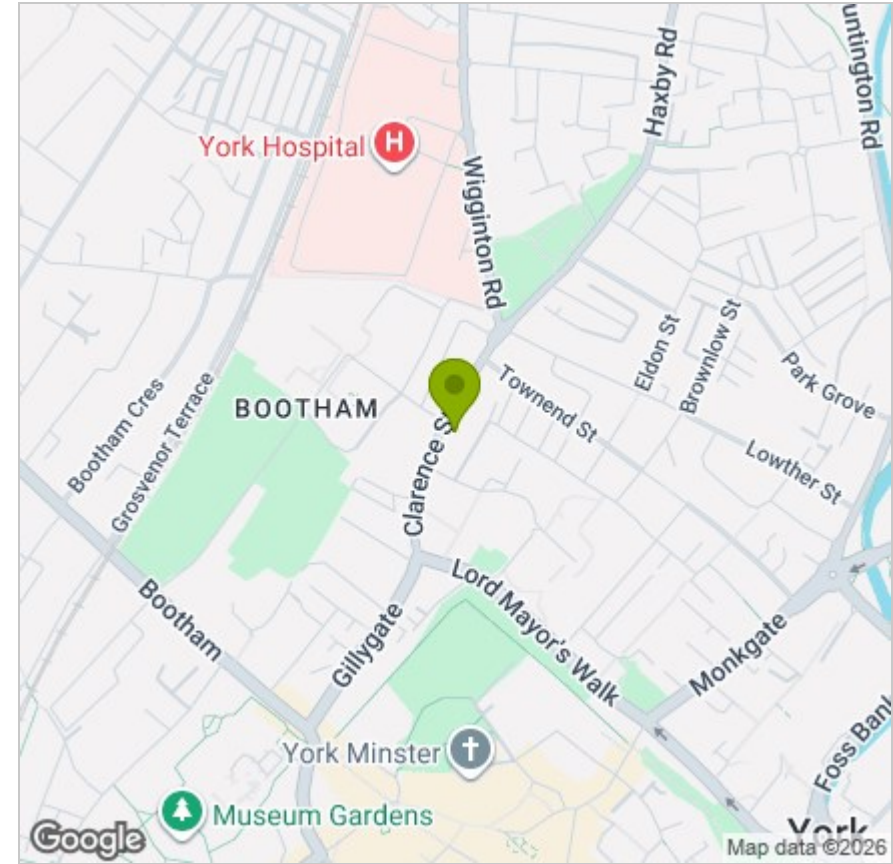 untington Rd
Haxby Rd
York Hospital
H
Wigginton Rd
Eldon St
Brownlow St
Park Grove
Townend St
Bootham Cres
Grosvenor Terrace
BOOTHAM
Clarence St
Lowther St
Lord Mayor's Walk
Bootham
Gillygate
Monkgate
Foss Bank
York Minster
Museum Gardens
York
Google
Map data ©2026